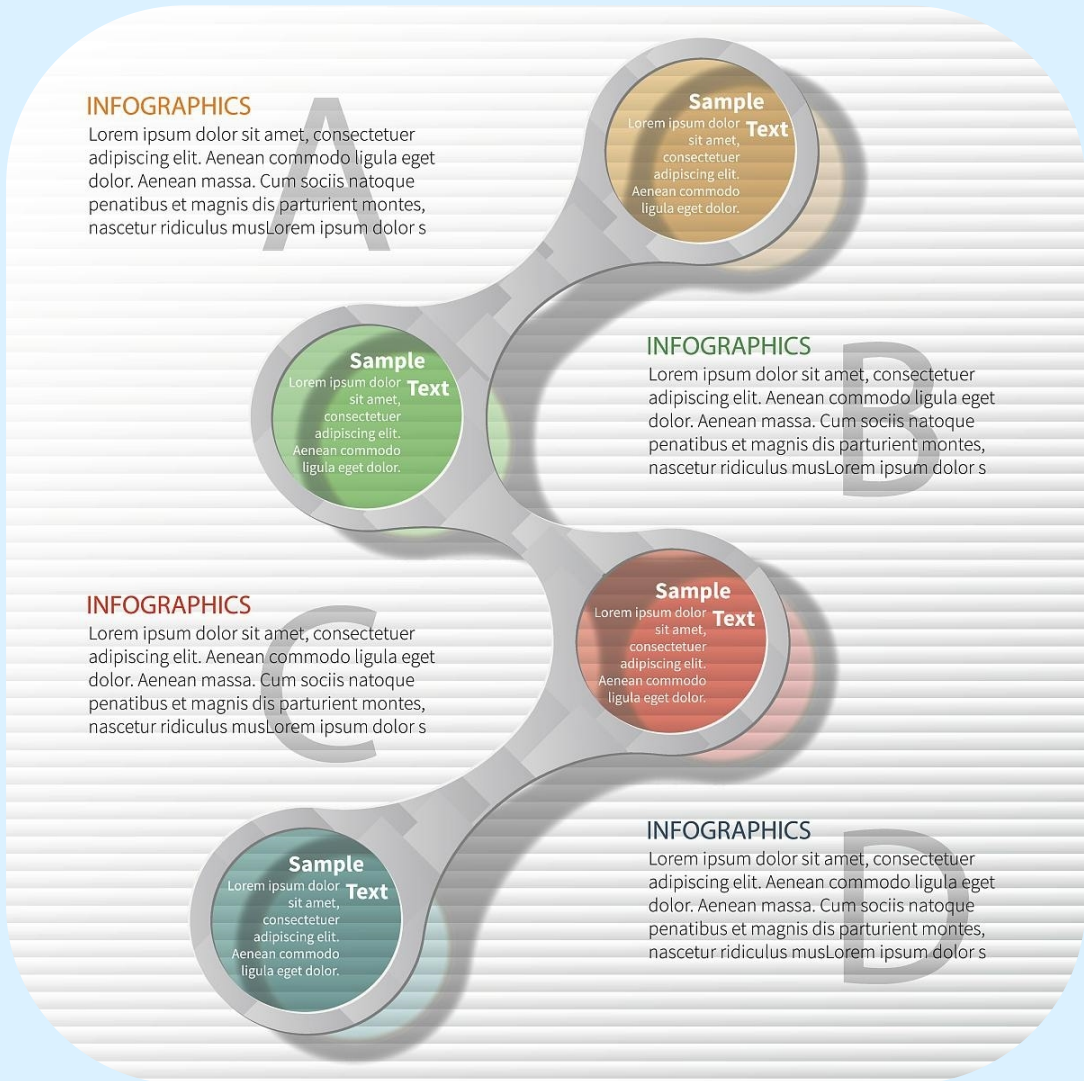 INFOGRAPHICS
A
Lorem ipsum dolor sit amet, consectetuer
adipiscing elit. Aenean commodo ligula eget
dolor. Aenean massa. Cum sociis natoque
penatibus et magnis dis parturient montes,
nascetur ridiculus musLorem ipsum dolor s
Sample
Text
Lorem ipsum dolor
sit amet,
consectetuer
adipiscing elit.
Aenean commodo
ligula eget dolor.
Sample
Text
Lorem ipsum dolor
sit amet,
consectetuer
adipiscing elit.
Aenean commodo
ligula eget dolor.
INFOGRAPHICS
B
Lorem ipsum dolor sit amet, consectetuer
adipiscing elit. Aenean commodo ligula eget
dolor. Aenean massa. Cum sociis natoque
penatibus et magnis dis parturient montes,
nascetur ridiculus musLorem ipsum dolor s
INFOGRAPHICS
C
Lorem ipsum dolor sit amet, consectetuer
adipiscing elit. Aenean commodo ligula eget
dolor. Aenean massa. Cum sociis natoque
penatibus et magnis dis parturient montes,
nascetur ridiculus musLorem ipsum dolor s
Sample
Text
Lorem ipsum dolor
sit amet,
consectetuer
adipiscing elit.
Aenean commodo
ligula eget dolor.
Sample
Text
Lorem ipsum dolor
sit amet,
consectetuer
adipiscing elit.
Aenean commodo
ligula eget dolor.
INFOGRAPHICS
D
Lorem ipsum dolor sit amet, consectetuer
adipiscing elit. Aenean commodo ligula eget
dolor. Aenean massa. Cum sociis natoque
penatibus et magnis dis parturient montes,
nascetur ridiculus musLorem ipsum dolor s